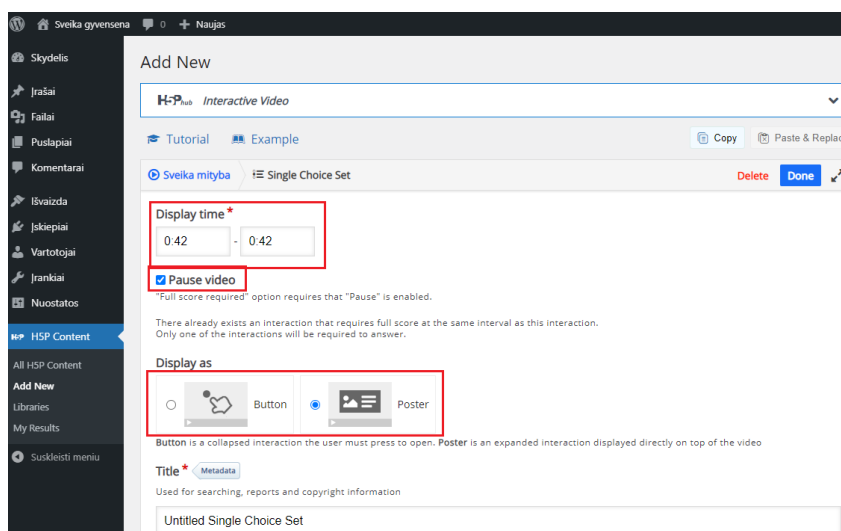 Sveika gyvensena 0 + Naujas
Skydelis
Įrašai
Failai
Puslapiai
Komentarai
Išvaizda
Įskiepiai
Vartotojai
Įrankiai
Nuostatos
H5P H5P Content
All H5P Content
Add New
Libraries
My Results
Suskleisti meniu
Add New
H5P hub Interactive Video
Tutorial Example Copy Paste & Replac
Sveika mityba Single Choice Set Delete Done
Display time *
0:42 - 0:42
Pause video
"Full score required" option requires that "Pause" is enabled.
There already exists an interaction that requires full score at the same interval as this interaction.
Only one of the interactions will be required to answer.
Display as
Button Poster
Button is a collapsed interaction the user must press to open. Poster is an expanded interaction displayed directly on top of the video
Title * Metadata
Used for searching, reports and copyright information
Untitled Single Choice Set